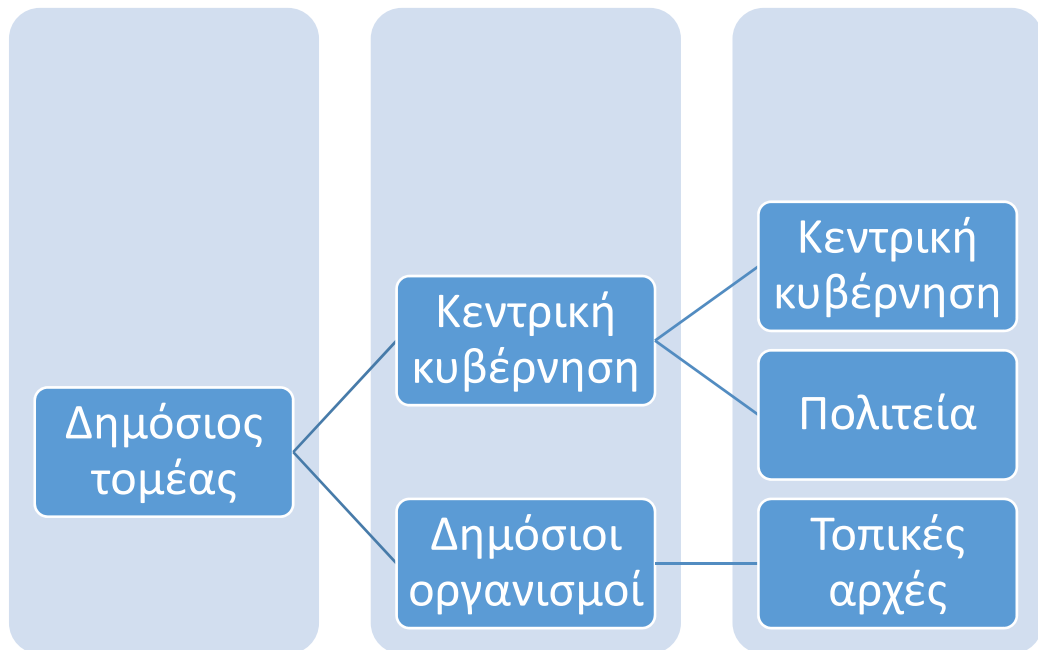 Δημόσιος
τομέας
Κεντρική
κυβέρνηση
Δημόσιοι
οργανισμοί
Κεντρική
κυβέρνηση
Πολιτεία
Τοπικές
αρχές